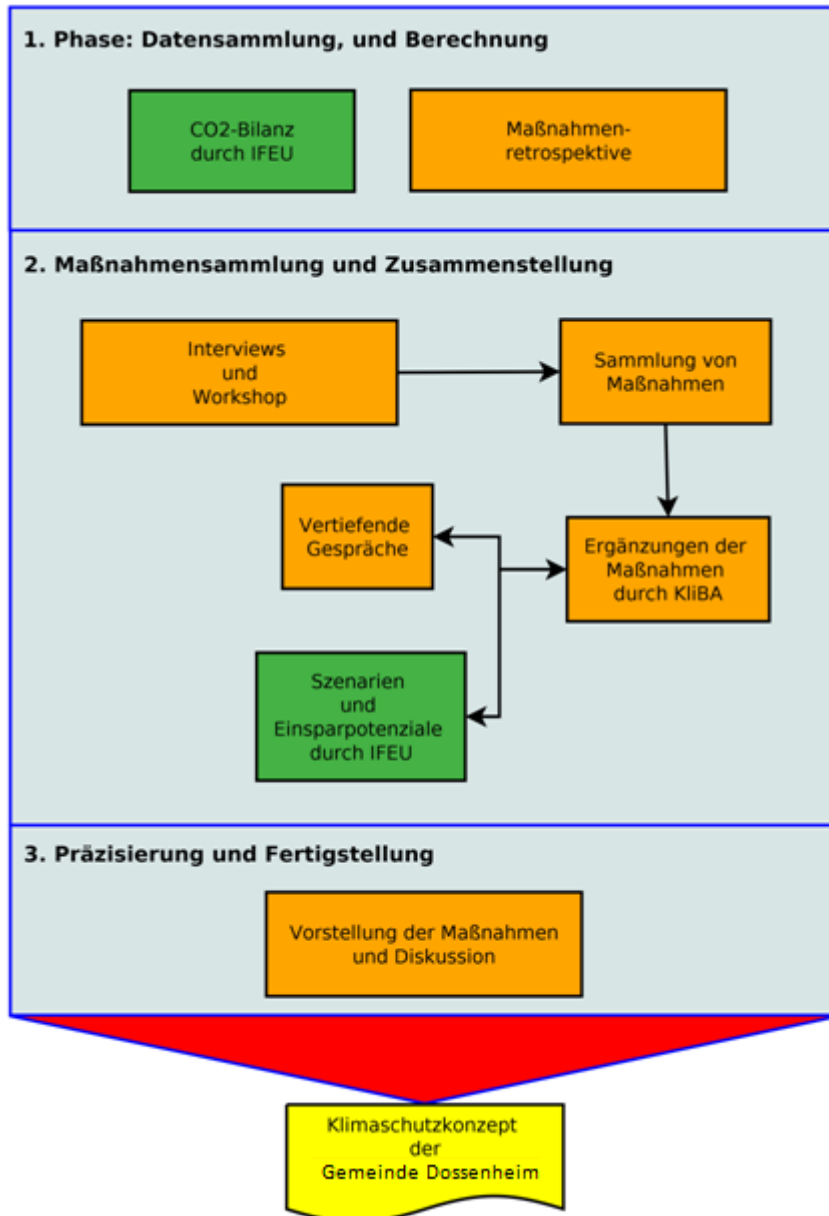 1. Phase: Datensammlung, und Berechnung
CO2-Bilanz
durch IFEU
Maßnahmen-
retrospektive
2. Maßnahmensammlung und Zusammenstellung
Interviews
und
Workshop
Sammlung von
Maßnahmen
Vertiefende
Gespräche
Ergänzungen der
Maßnahmen
durch KliBA
Szenarien
und
Einsparpotenziale
durch IFEU
3. Präzisierung und Fertigstellung
Vorstellung der Maßnahmen
und Diskussion
Klimaschutzkonzept
der
Gemeinde Dossenheim